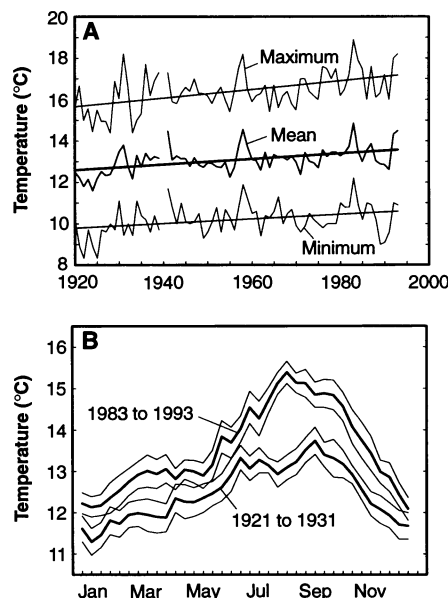 A
20
18
16
14
12
10
8
Temperature (°C)
Maximum
Mean
Minimum
1920 1940 1960 1980 2000
B
16
15
14
13
12
11
Temperature (°C)
1983 to 1993
1921 to 1931
Jan Mar May Jul Sep Nov